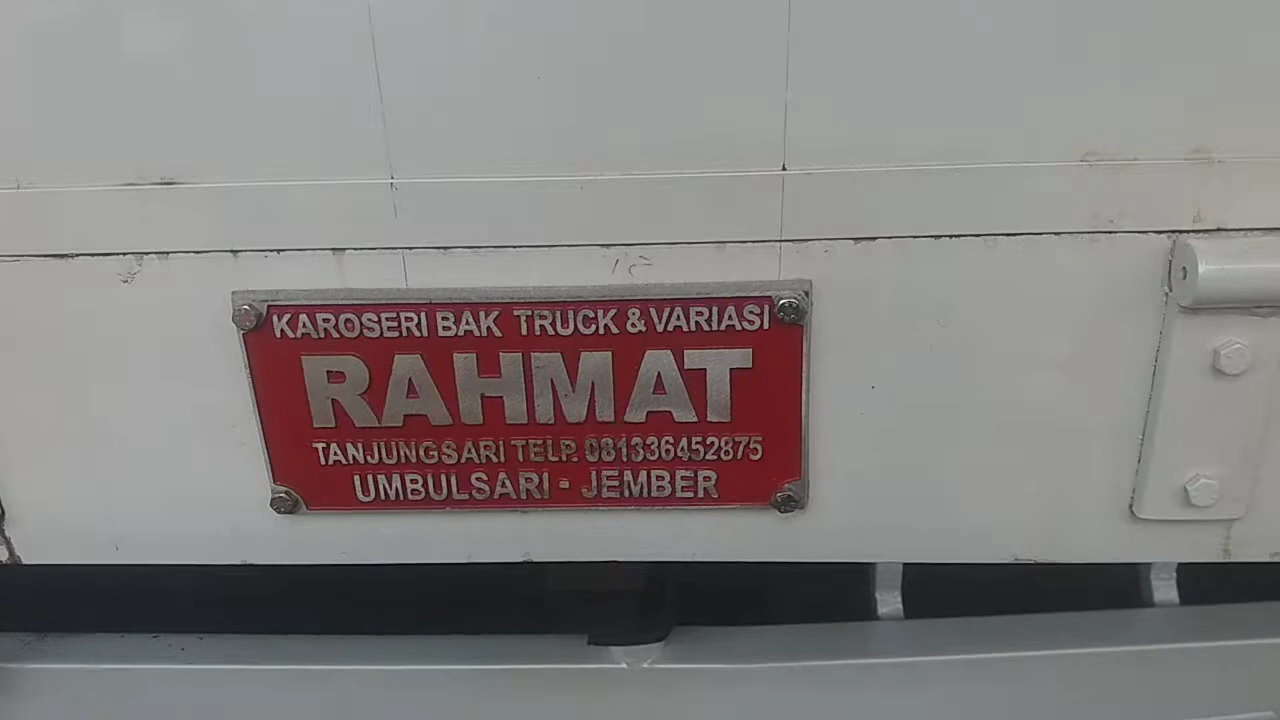 KAROSERI BAK TRUCK & VARIASI
RAHMAT
TANJUNGSARI TELP. 081336452875
UMBULSARI - JEMBER